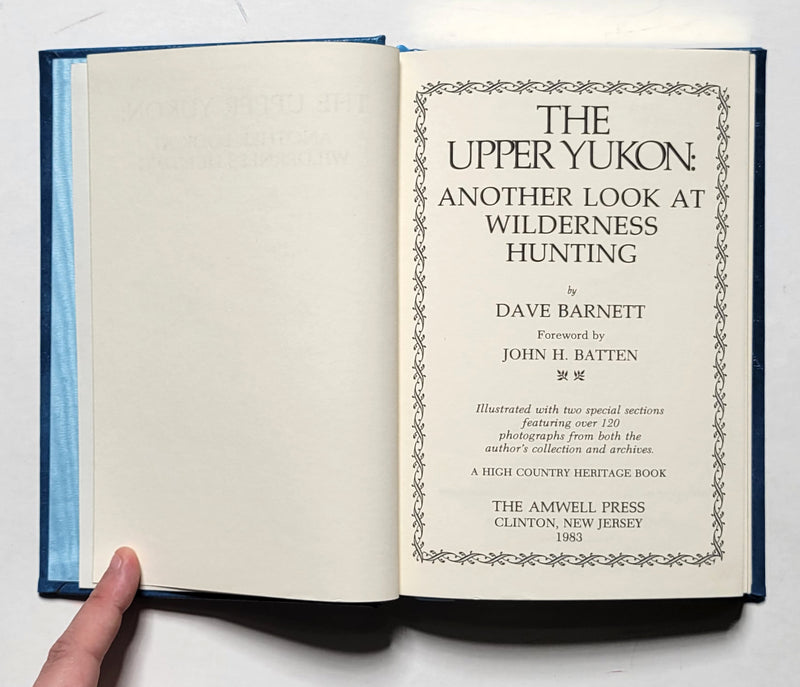 THE
UPPER YUKON:
ANOTHER LOOK AT
WILDERNESS
HUNTING
by
DAVE BARNETT
Foreword by
JOHN H. BATTEN
Illustrated with two special sections
featuring over 120
photographs from both the
author's collection and archives.
A HIGH COUNTRY HERITAGE BOOK
THE AMWELL PRESS
CLINTON, NEW JERSEY
1983